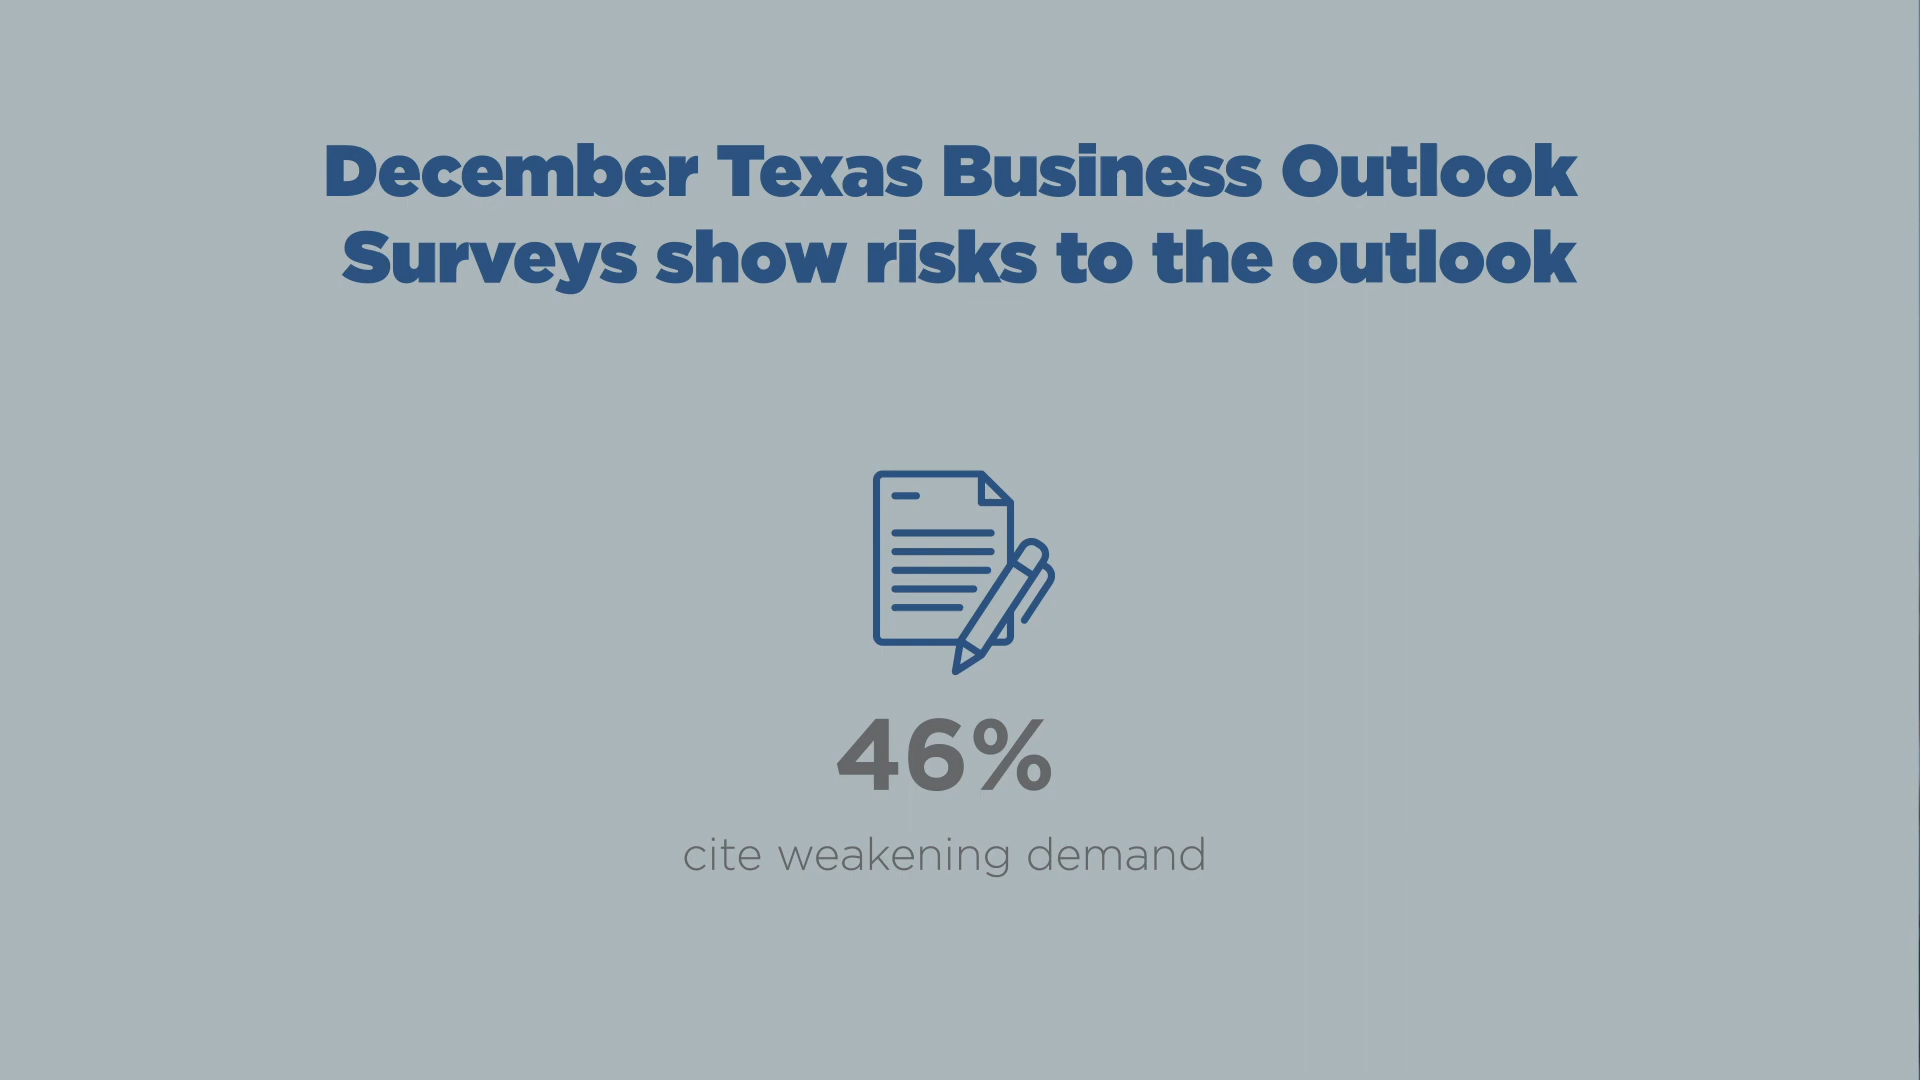 December Texas Business Outlook
Surveys show risks to the outlook
46%
cite weakening demand